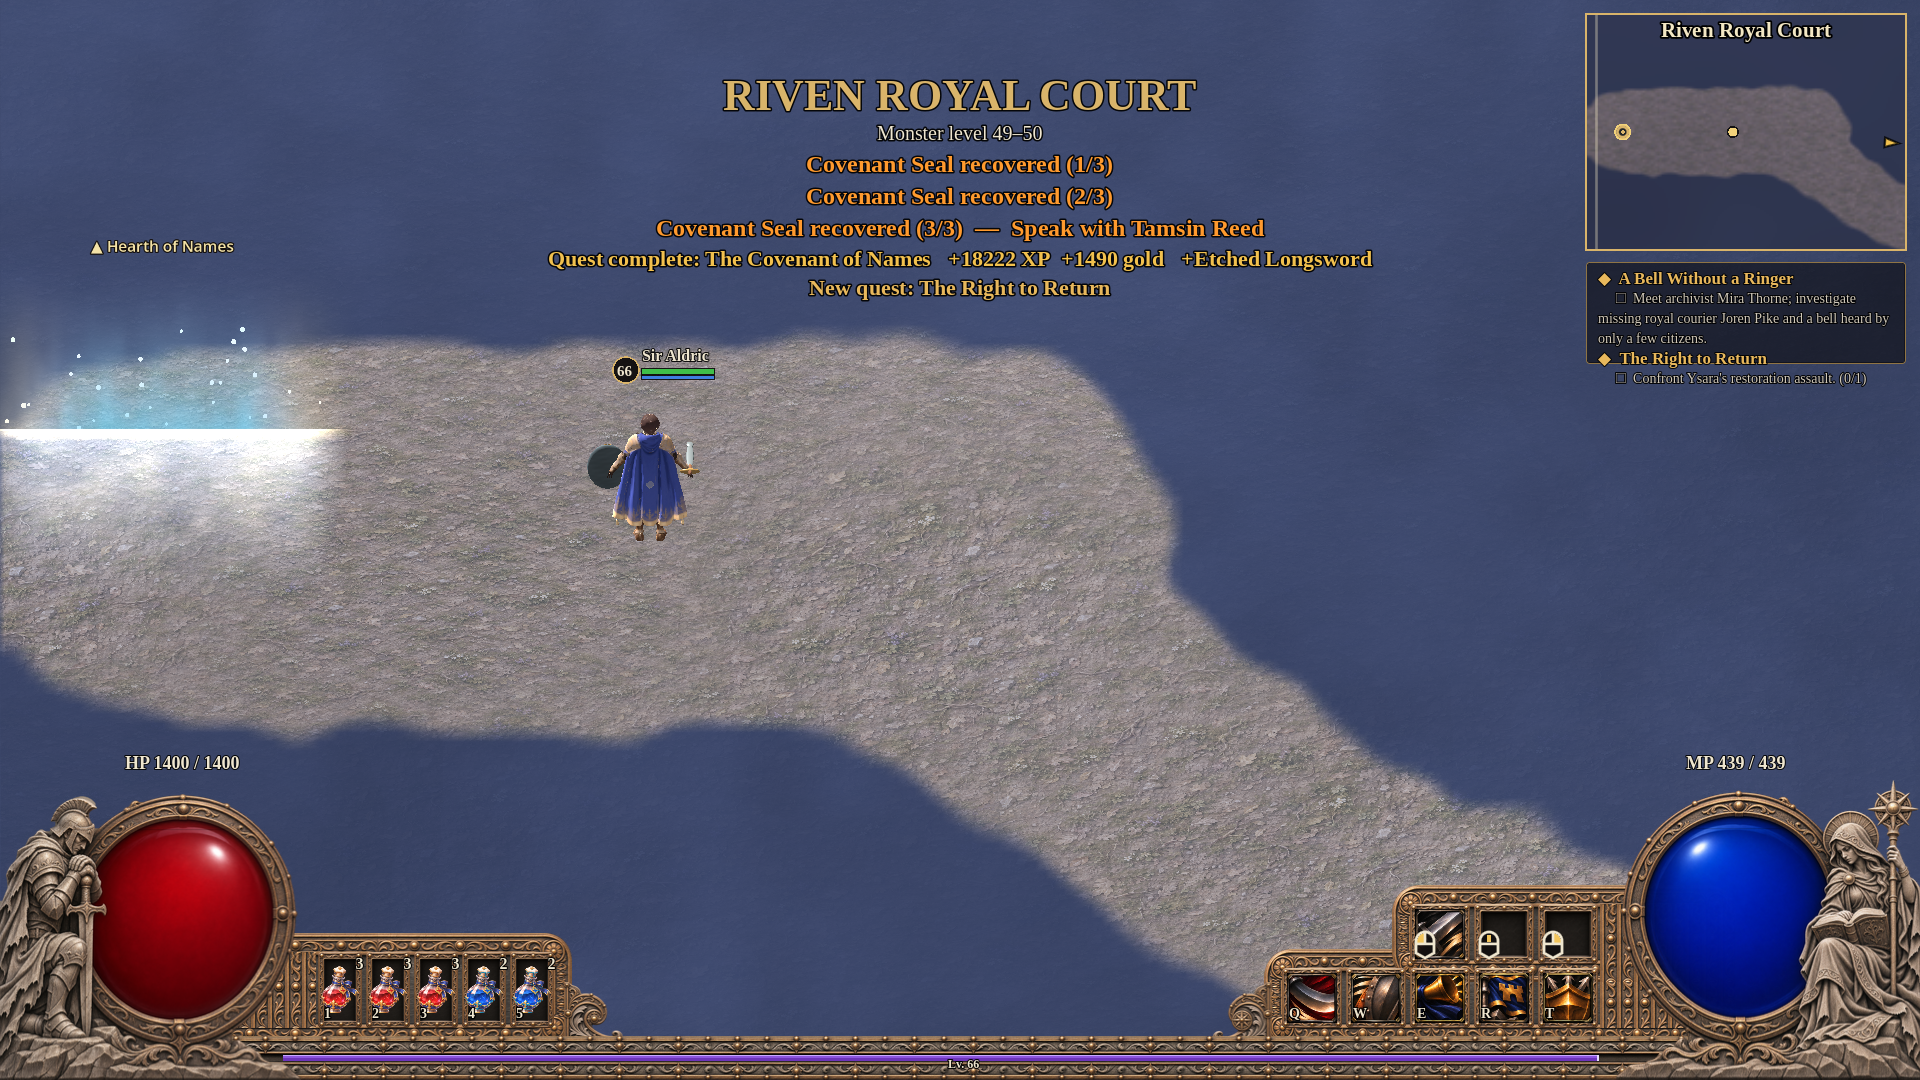 RIVEN ROYAL COURT
Monster level 49–50
Covenant Seal recovered (1/3)
Covenant Seal recovered (2/3)
Covenant Seal recovered (3/3) — Speak with Tamsin Reed
Quest complete: The Covenant of Names +18222 XP +1490 gold +Etched Longsword
New quest: The Right to Return
Riven Royal Court
◆ A Bell Without a Ringer
☐ Meet archivist Mira Thorne; investigate
missing royal courier Joren Pike and a bell heard by
only a few citizens.
◆ The Right to Return
☐ Confront Ysara's restoration assault. (0/1)
▲ Hearth of Names
Sir Aldric
66
HP 1400 / 1400
MP 439 / 439
3 3 3 2 2
1 2 3 4 5
Q W E R T
Lv. 66